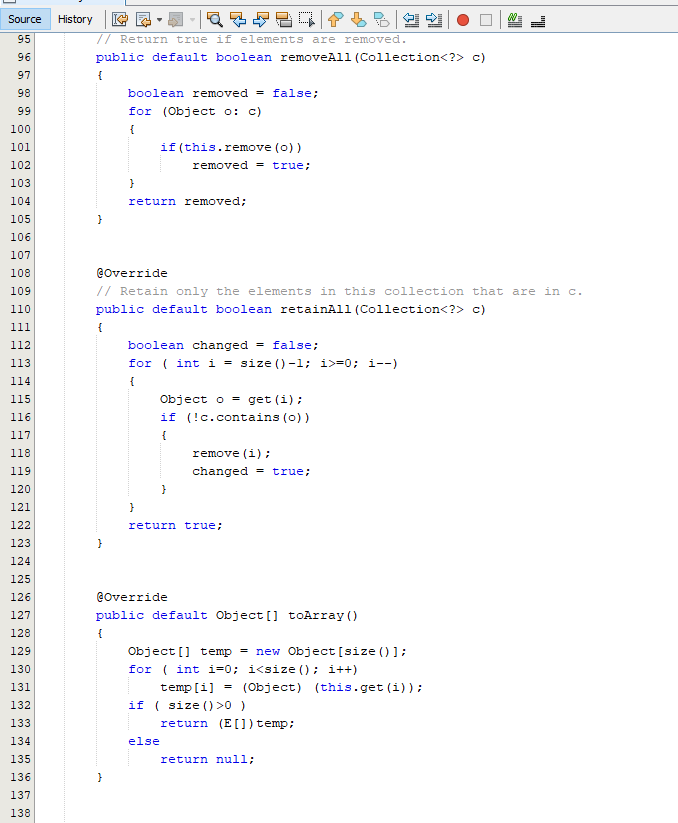 Source History
95 // Return true if elements are removed.
96 public default boolean removeAll(Collection<?> c)
97 {
98 boolean removed = false;
99 for (Object o: c)
100 {
101 if(this.remove(o))
102 removed = true;
103 }
104 return removed;
105 }
106
107
108 @Override
109 // Retain only the elements in this collection that are in c.
110 public default boolean retainAll(Collection<?> c)
111 {
112 boolean changed = false;
113 for ( int i = size()-1; i>=0; i--)
114 {
115 Object o = get(i);
116 if (!c.contains(o))
117 {
118 remove(i);
119 changed = true;
120 }
121 }
122 return true;
123 }
124
125
126 @Override
127 public default Object[] toArray()
128 {
129 Object[] temp = new Object[size()];
130 for ( int i=0; i<size(); i++)
131 temp[i] = (Object) (this.get(i));
132 if ( size()>0 )
133 return (E[])temp;
134 else
135 return null;
136 }
137
138